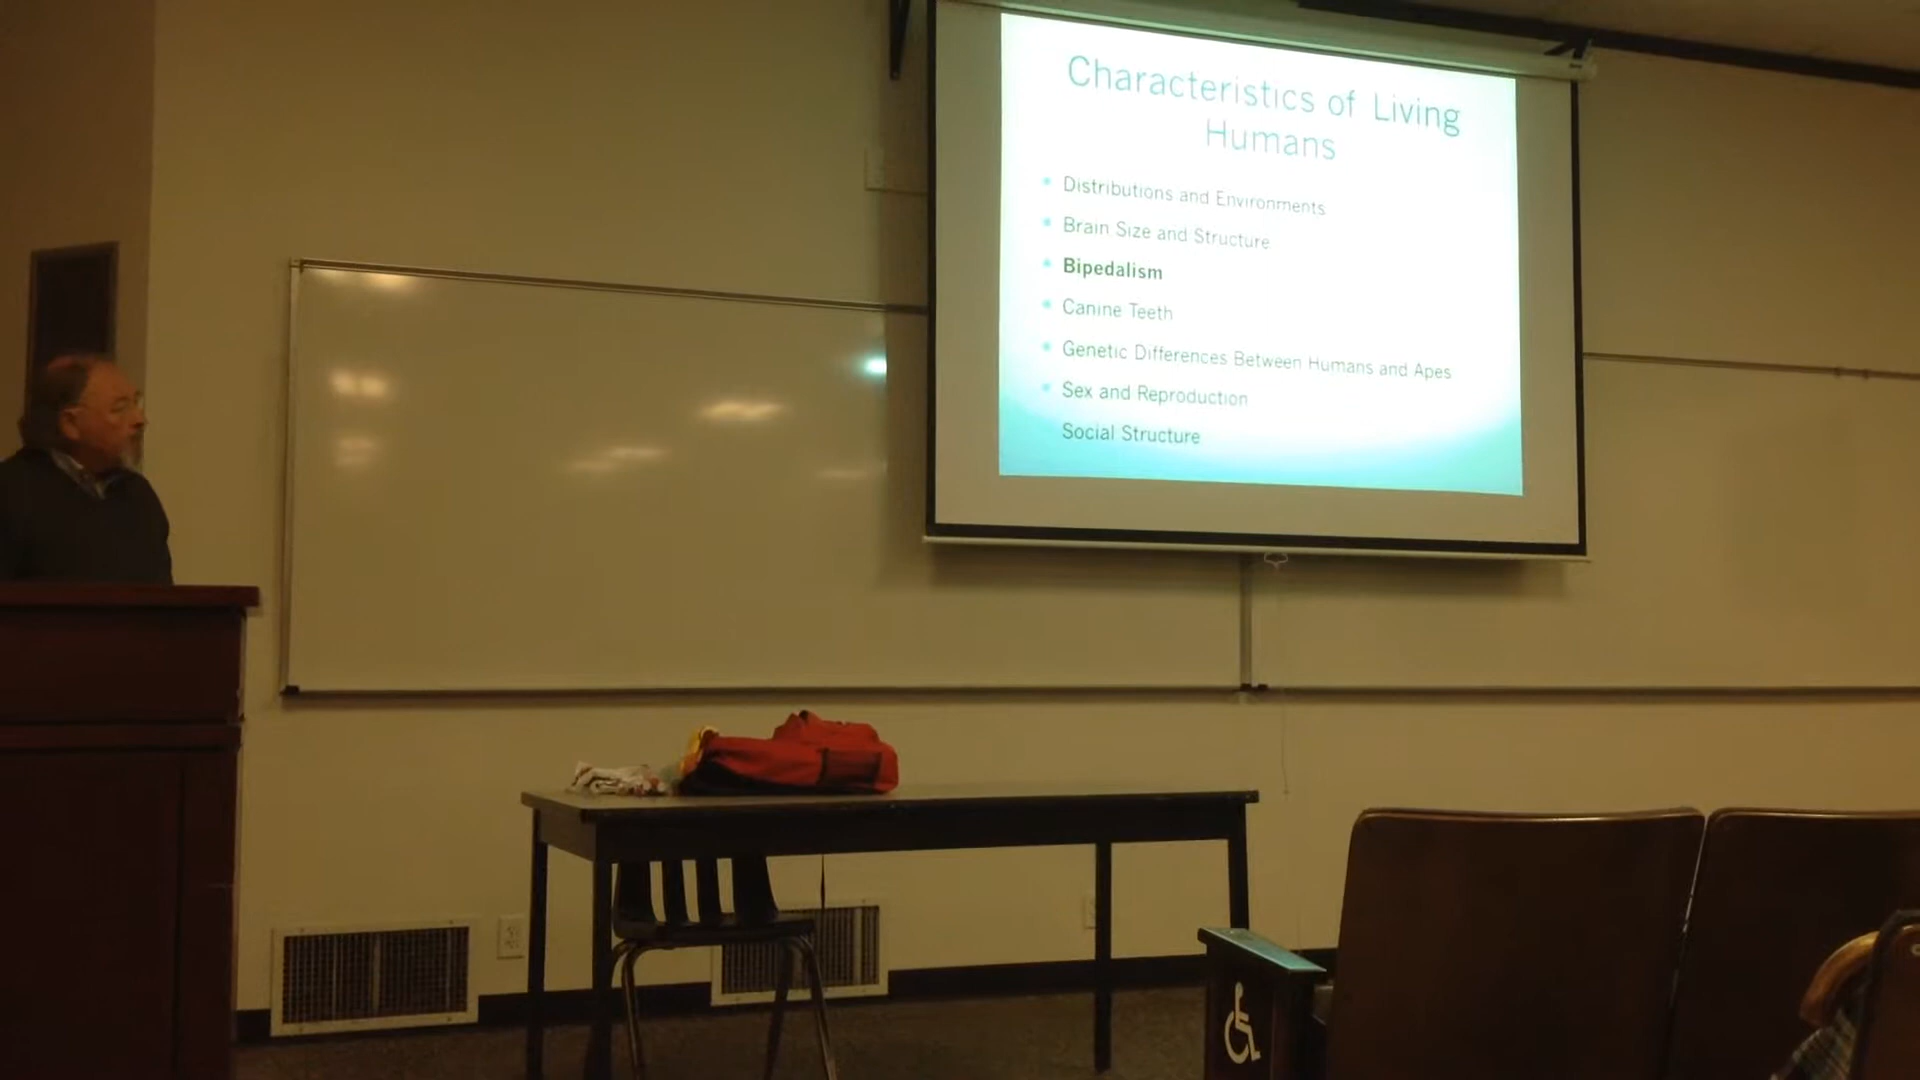 Characteristics of Living
Humans
Distributions and Environments
Brain Size and Structure
Bipedalism
Canine Teeth
Genetic Differences Between Humans and Apes
Sex and Reproduction
Social Structure